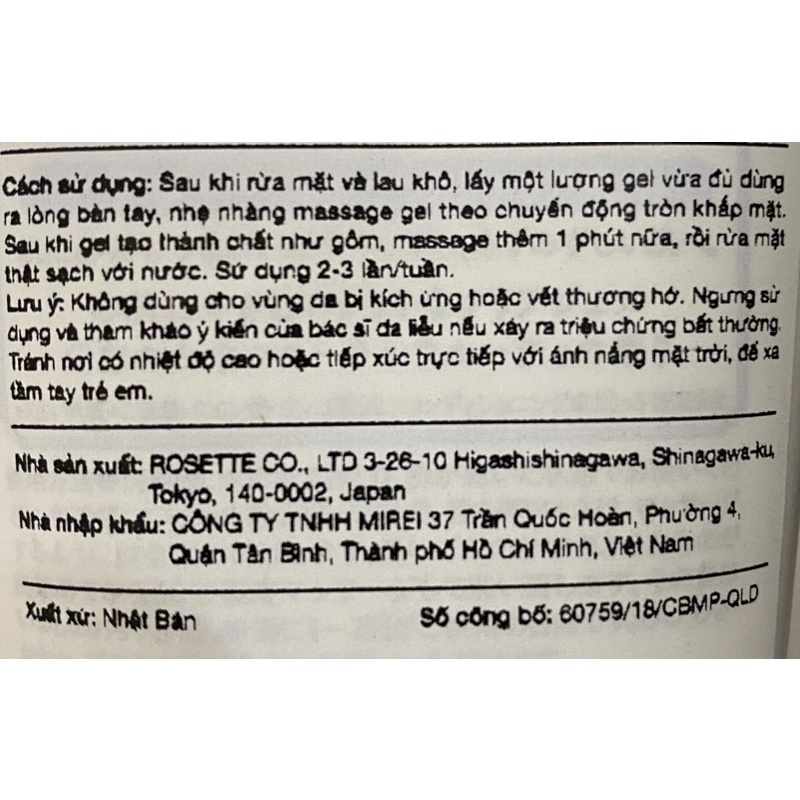 Cách sử dụng: Sau khi rửa mặt và lau khô, lấy một lượng gel vừa đủ dùng
ra lòng bàn tay, nhẹ nhàng massage gel theo chuyển động tròn khắp mặt.
Sau khi gel tạo thành chất như gôm, massage thêm 1 phút nữa, rồi rửa mặt
thật sạch với nước. Sử dụng 2-3 lần/tuần.
Lưu ý: Không dùng cho vùng da bị kích ứng hoặc vết thương hở. Ngưng sử
dụng và tham khảo ý kiến của bác sĩ da liễu nếu xảy ra triệu chứng bất thường.
Tránh nơi có nhiệt độ cao hoặc tiếp xúc trực tiếp với ánh nắng mặt trời, để xa
tầm tay trẻ em.
Nhà sản xuất: ROSETTE CO., LTD 3-26-10 Higashishinagawa, Shinagawa-ku,
Tokyo, 140-0002, Japan
Nhà nhập khẩu: CÔNG TY TNHH MIREI 37 Trần Quốc Hoàn, Phường 4,
Quận Tân Bình, Thành phố Hồ Chí Minh, Việt Nam
Xuất xứ: Nhật Bản
Số công bố: 60759/18/CBMP-QLD